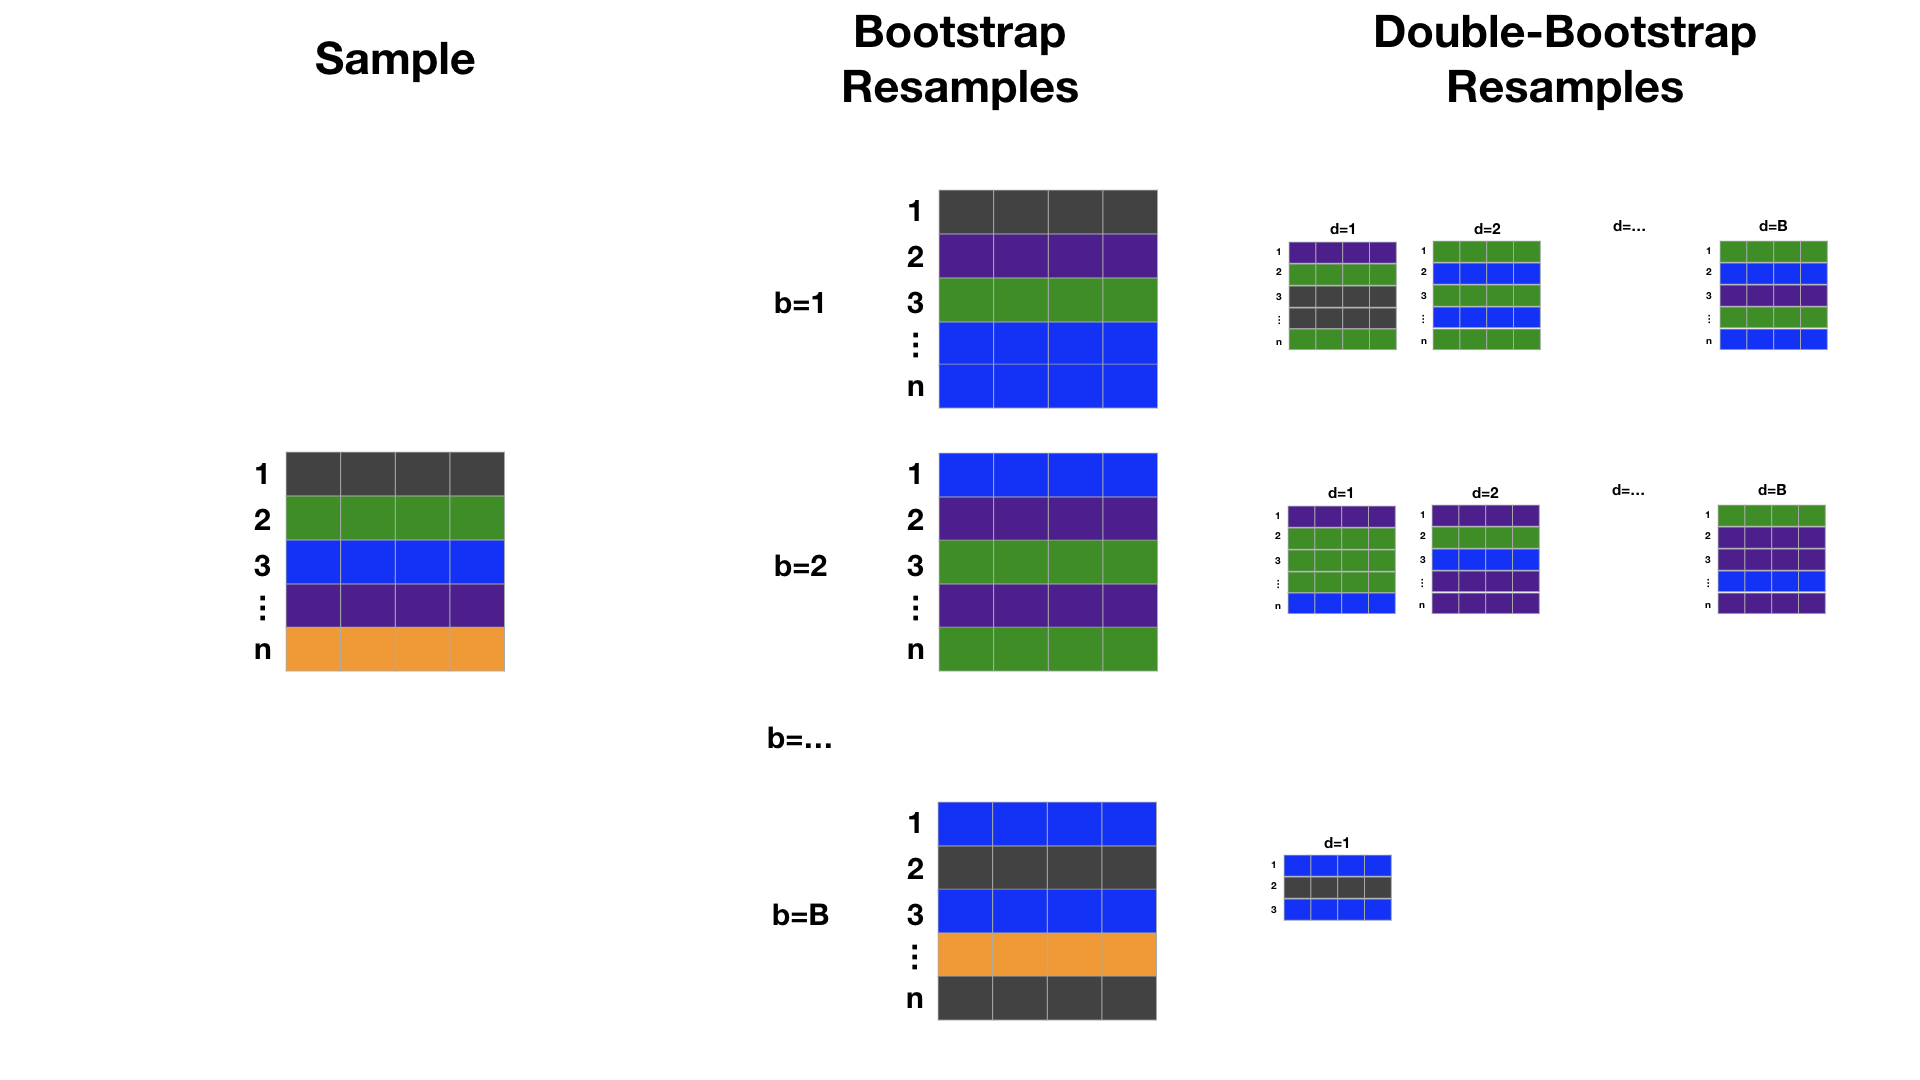 Sample
Bootstrap
Resamples
Double-Bootstrap
Resamples
1
2
3
⋮
n
b=1
1
2
3
⋮
n
d=1
1
2
3
⋮
n
d=2
1
2
3
⋮
n
d=…
d=B
1
2
3
⋮
n
b=2
1
2
3
⋮
n
d=1
1
2
3
⋮
n
d=2
1
2
3
⋮
n
d=…
d=B
1
2
3
⋮
n
b=…
b=B
1
2
3
⋮
n
d=1
1
2
3